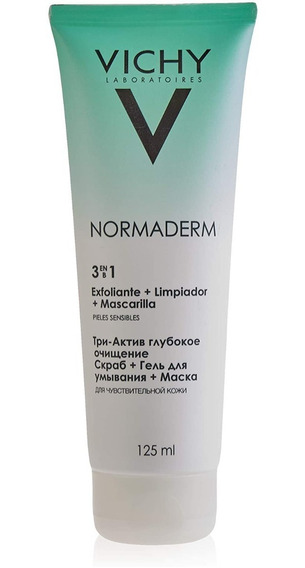 VICHY
LABORATOIRES
V
NORMADERM
3 EN В 1
Exfoliante + Limpiador
+ Mascarilla
PIELES SENSIBLES
Три-Актив глубокое
очищение
Скраб + Гель для
умывания + Маска
ДЛЯ ЧУВСТВИТЕЛЬНОЙ КОЖИ
125 ml